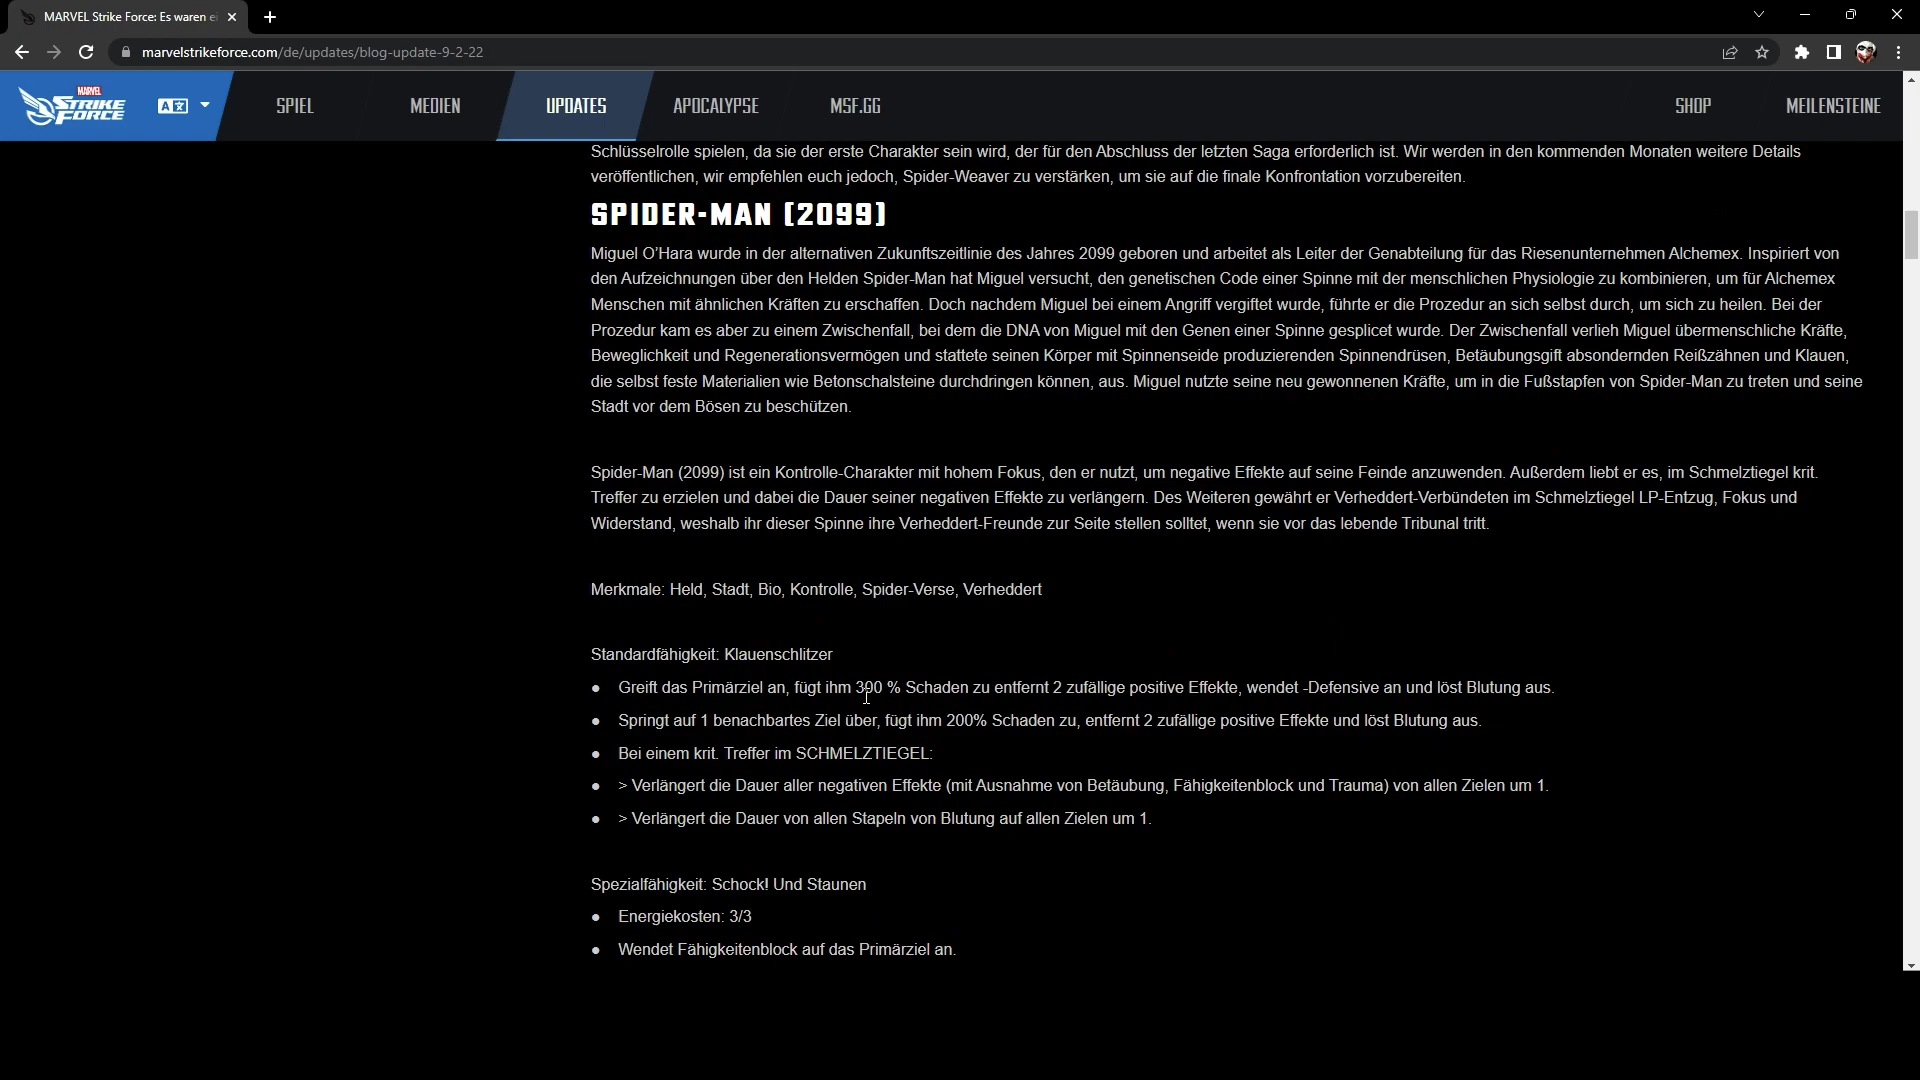 MARVEL Strike Force: Es waren ei
marvelstrikeforce.com/de/updates/blog-update-9-2-22
MARVEL
STRIKE
FORCE
SPIEL
MEDIEN
UPDATES
APOCALYPSE
MSF.GG
SHOP
MEILENSTEINE
Schlüsselrolle spielen, da sie der erste Charakter sein wird, der für den Abschluss der letzten Saga erforderlich ist. Wir werden in den kommenden Monaten weitere Details
veröffentlichen, wir empfehlen euch jedoch, Spider-Weaver zu verstärken, um sie auf die finale Konfrontation vorzubereiten.
SPIDER-MAN (2099)
Miguel O'Hara wurde in der alternativen Zukunftszeitlinie des Jahres 2099 geboren und arbeitet als Leiter der Genabteilung für das Riesenunternehmen Alchemex. Inspiriert von
den Aufzeichnungen über den Helden Spider-Man hat Miguel versucht, den genetischen Code einer Spinne mit der menschlichen Physiologie zu kombinieren, um für Alchemex
Menschen mit ähnlichen Kräften zu erschaffen. Doch nachdem Miguel bei einem Angriff vergiftet wurde, führte er die Prozedur an sich selbst durch, um sich zu heilen. Bei der
Prozedur kam es aber zu einem Zwischenfall, bei dem die DNA von Miguel mit den Genen einer Spinne gesplicet wurde. Der Zwischenfall verlieh Miguel übermenschliche Kräfte,
Beweglichkeit und Regenerationsvermögen und stattete seinen Körper mit Spinnenseide produzierenden Spinnendrüsen, Betäubungsgift absondernden Reißzähnen und Klauen,
die selbst feste Materialien wie Betonschalsteine durchdringen können, aus. Miguel nutzte seine neu gewonnenen Kräfte, um in die Fußstapfen von Spider-Man zu treten und seine
Stadt vor dem Bösen zu beschützen.
Spider-Man (2099) ist ein Kontrolle-Charakter mit hohem Fokus, den er nutzt, um negative Effekte auf seine Feinde anzuwenden. Außerdem liebt er es, im Schmelztiegel krit.
Treffer zu erzielen und dabei die Dauer seiner negativen Effekte zu verlängern. Des Weiteren gewährt er Verheddert-Verbündeten im Schmelztiegel LP-Entzug, Fokus und
Widerstand, weshalb ihr dieser Spinne ihre Verheddert-Freunde zur Seite stellen solltet, wenn sie vor das lebende Tribunal tritt.
Merkmale: Held, Stadt, Bio, Kontrolle, Spider-Verse, Verheddert
Standardfähigkeit: Klauenschlitzer
● Greift das Primärziel an, fügt ihm 300 % Schaden zu entfernt 2 zufällige positive Effekte, wendet -Defensive an und löst Blutung aus.
● Springt auf 1 benachbartes Ziel über, fügt ihm 200% Schaden zu, entfernt 2 zufällige positive Effekte und löst Blutung aus.
● Bei einem krit. Treffer im SCHMELZTIEGEL:
● > Verlängert die Dauer aller negativen Effekte (mit Ausnahme von Betäubung, Fähigkeitenblock und Trauma) von allen Zielen um 1.
● > Verlängert die Dauer von allen Stapeln von Blutung auf allen Zielen um 1.
Spezialfähigkeit: Schock! Und Staunen
● Energiekosten: 3/3
● Wendet Fähigkeitenblock auf das Primärziel an.